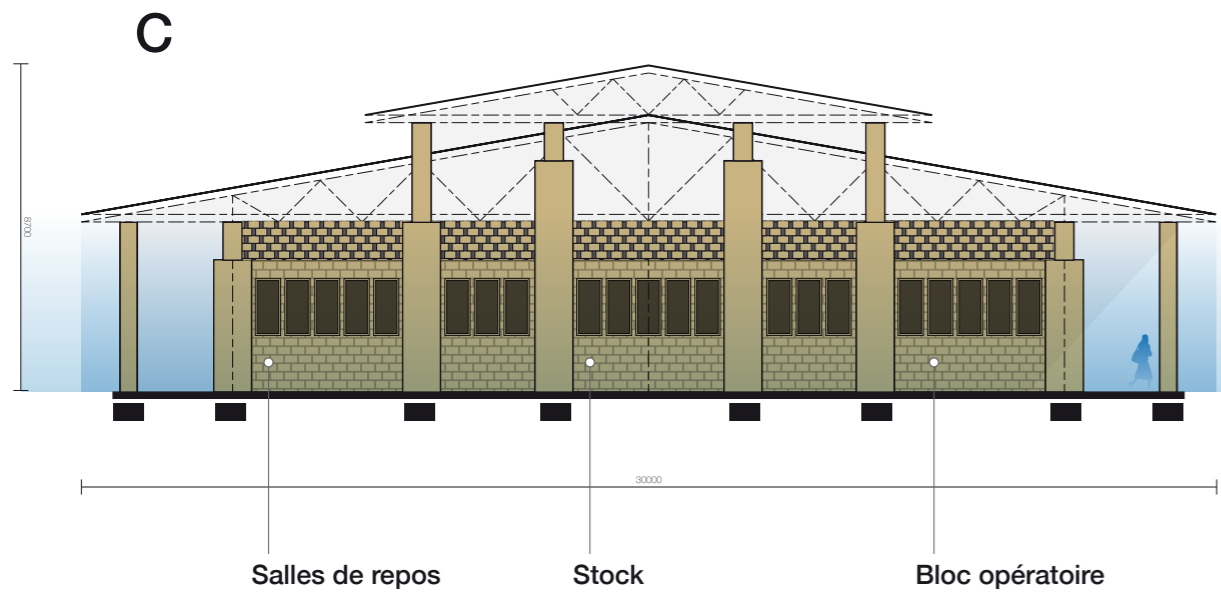 C
8700
30000
Salles de repos
Stock
Bloc opératoire